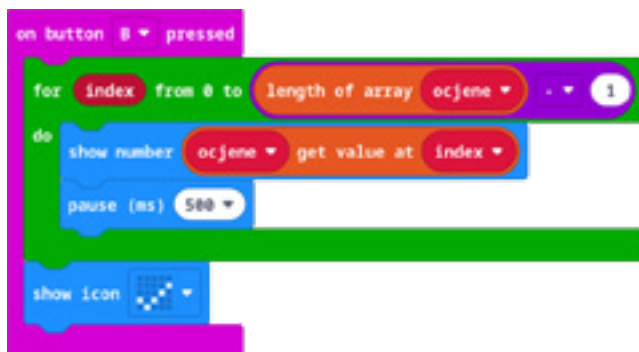 on button B pressed
for index from 0 to length of array ocjene - 1
do
show number ocjene get value at index
pause (ms) 500
show icon